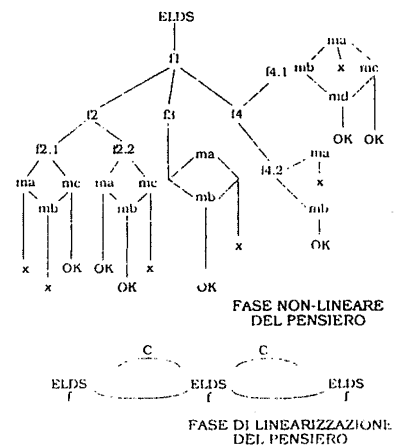 ELDS
f1
ma
f4.1 mb x mc
md
f2 f3 f4
OK OK
f2.1 f2.2
ma
f4.2 ma
x
ma mc ma mc
mb mb
mb mb
OK
x
x OK OK x
x OK
OK
FASE NON-LINEARE
DEL PENSIERO
C C
ELDS ELDS ELDS
f f f
FASE DI LINEARIZZAZIONE
DEL PENSIERO